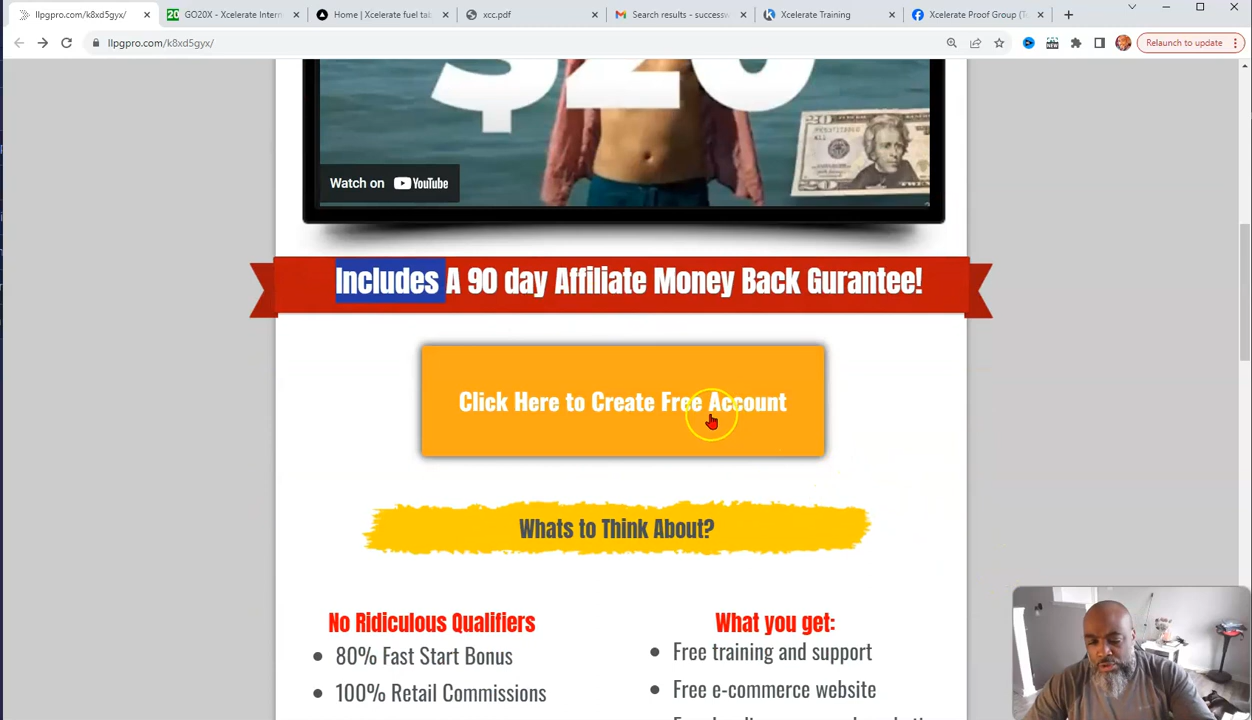 llpgpro.com/k8xd5gyx/
GO20X - Xcelerate Intern
Home | Xcelerate fuel tab
xcc.pdf
Search results - success
Xcelerate Training
Xcelerate Proof Group (T
llpgpro.com/k8xd5gyx/
Relaunch to update
$20
20
Watch on YouTube
Includes A 90 day Affiliate Money Back Gurantee!
Click Here to Create Free Account
Whats to Think About?
No Ridiculous Qualifiers
80% Fast Start Bonus
100% Retail Commissions
What you get:
Free training and support
Free e-commerce website